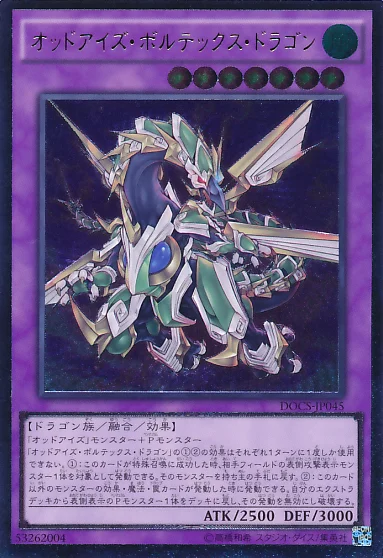 オッドアイズ・ボルテックス・ドラゴン
DOCS-JP045
【ドラゴン族/融合/効果】
「オッドアイズ」モンスター+Pモンスター
「オッドアイズ・ボルテックス・ドラゴン」の①②の効果はそれぞれ1ターンに1度しか使用
できない。①:このカードが特殊召喚に成功した時、相手フィールドの表側攻撃表示モン
スター1体を対象として発動できる。そのモンスターを持ち主の手札に戻す。②:このカード
以外のモンスターの効果・魔法・罠カードが発動した時に発動できる。自分のエクストラ
デッキから表側表示のPモンスター1体をデッキに戻し、その発動を無効にし破壊する。
ATK/2500 DEF/3000
53262004
©高橋和希 スタジオ・ダイス/集英社